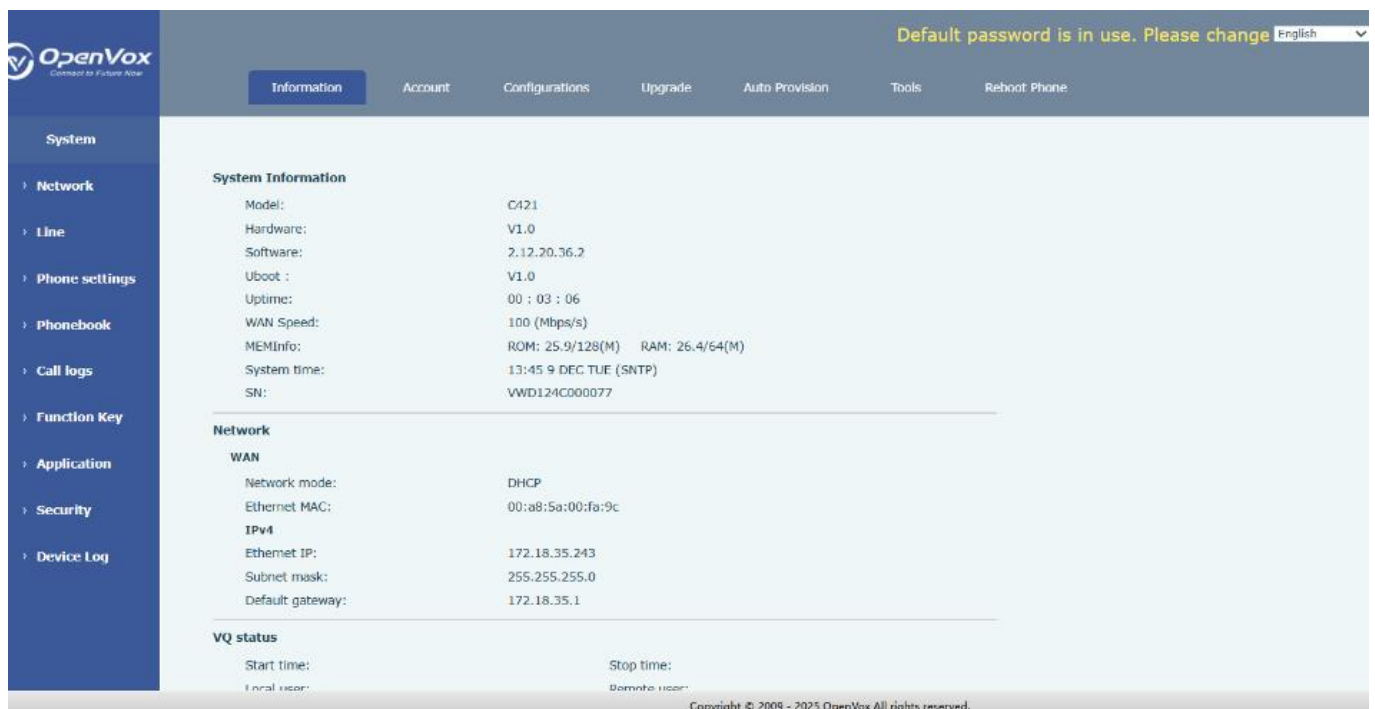 OpenVox
Connect to Future Now
Default password is in use. Please change English
Information Account Configurations Upgrade Auto Provision Tools Reboot Phone
System
Network
Line
Phone settings
Phonebook
Call logs
Function Key
Application
Security
Device Log
System Information
Model: C421
Hardware: V1.0
Software: 2.12.20.36.2
Uboot : V1.0
Uptime: 00 : 03 : 06
WAN Speed: 100 (Mbps/s)
MEMInfo: ROM: 25.9/128(M) RAM: 26.4/64(M)
System time: 13:45 9 DEC TUE (SNTP)
SN: VWD124C000077
Network
WAN
Network mode: DHCP
Ethernet MAC: 00:a8:5a:00:fa:9c
IPv4
Ethernet IP: 172.18.35.243
Subnet mask: 255.255.255.0
Default gateway: 172.18.35.1
VQ status
Start time: Stop time:
Local user: Remote user:
Copyright © 2009 - 2025 OpenVox All rights reserved.